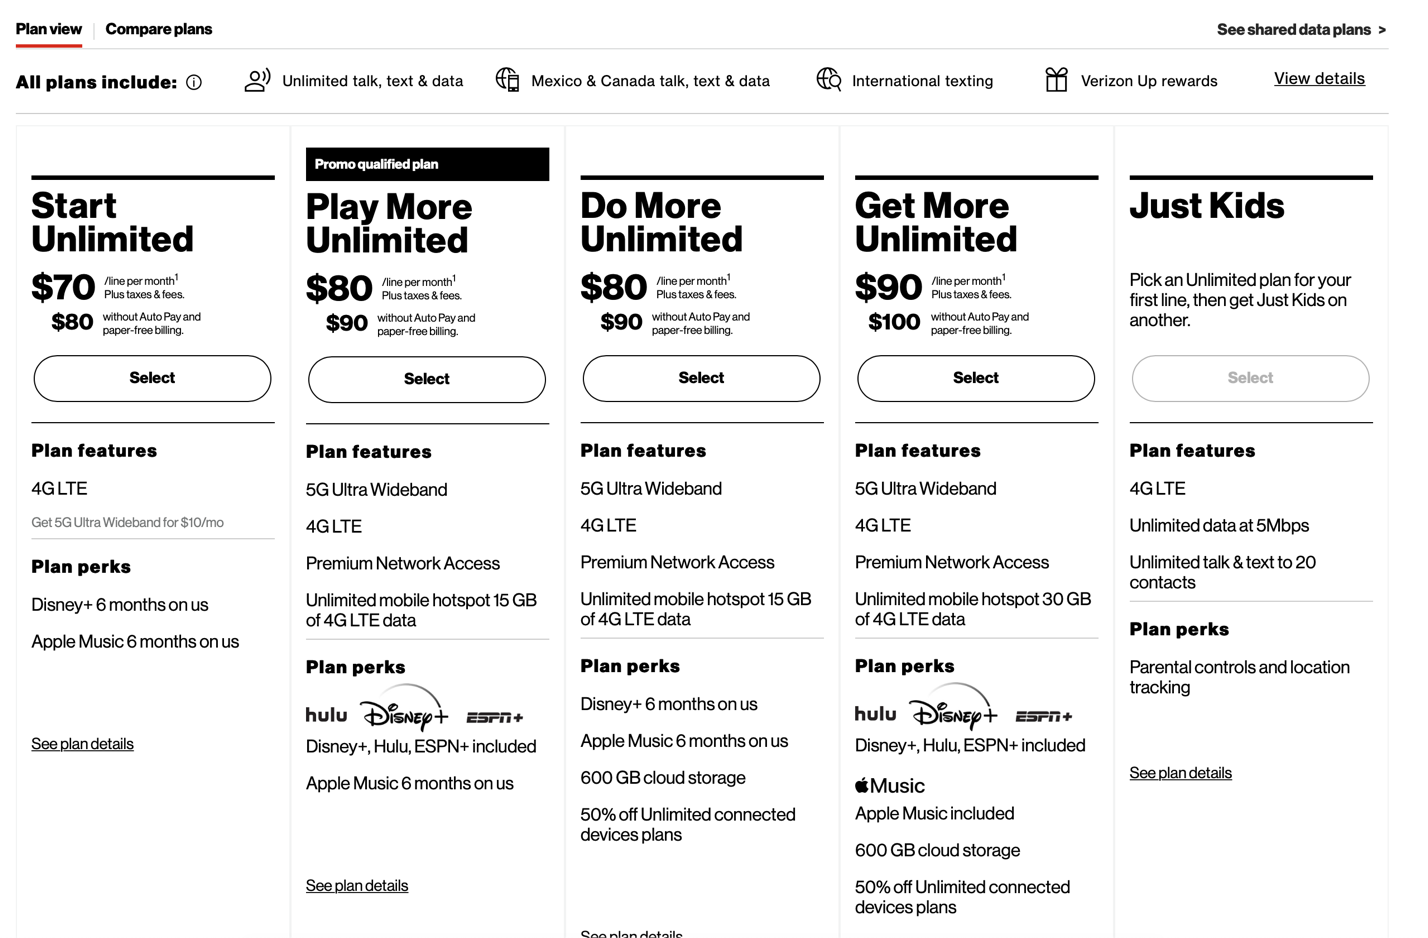 Plan view
Compare plans
See shared data plans >
All plans include:
Unlimited talk, text & data
Mexico & Canada talk, text & data
International texting
Verizon Up rewards
View details
Start
Unlimited
$70 /line per month1
Plus taxes & fees.
$80 without Auto Pay and
paper-free billing.
Select
Plan features
4G LTE
Get 5G Ultra Wideband for $10/mo
Plan perks
Disney+ 6 months on us
Apple Music 6 months on us
See plan details
Promo qualified plan
Play More
Unlimited
$80 /line per month1
Plus taxes & fees.
$90 without Auto Pay and
paper-free billing.
Select
Plan features
5G Ultra Wideband
4G LTE
Premium Network Access
Unlimited mobile hotspot 15 GB
of 4G LTE data
Plan perks
hulu Disney+ ESPN+
Disney+, Hulu, ESPN+ included
Apple Music 6 months on us
See plan details
Do More
Unlimited
$80 /line per month1
Plus taxes & fees.
$90 without Auto Pay and
paper-free billing.
Select
Plan features
5G Ultra Wideband
4G LTE
Premium Network Access
Unlimited mobile hotspot 15 GB
of 4G LTE data
Plan perks
Disney+ 6 months on us
Apple Music 6 months on us
600 GB cloud storage
50% off Unlimited connected
devices plans
See plan details
Get More
Unlimited
$90 /line per month1
Plus taxes & fees.
$100 without Auto Pay and
paper-free billing.
Select
Plan features
5G Ultra Wideband
4G LTE
Premium Network Access
Unlimited mobile hotspot 30 GB
of 4G LTE data
Plan perks
hulu Disney+ ESPN+
Disney+, Hulu, ESPN+ included
Music
Apple Music included
600 GB cloud storage
50% off Unlimited connected
devices plans
Just Kids
Pick an Unlimited plan for your
first line, then get Just Kids on
another.
Select
Plan features
4G LTE
Unlimited data at 5Mbps
Unlimited talk & text to 20
contacts
Plan perks
Parental controls and location
tracking
See plan details